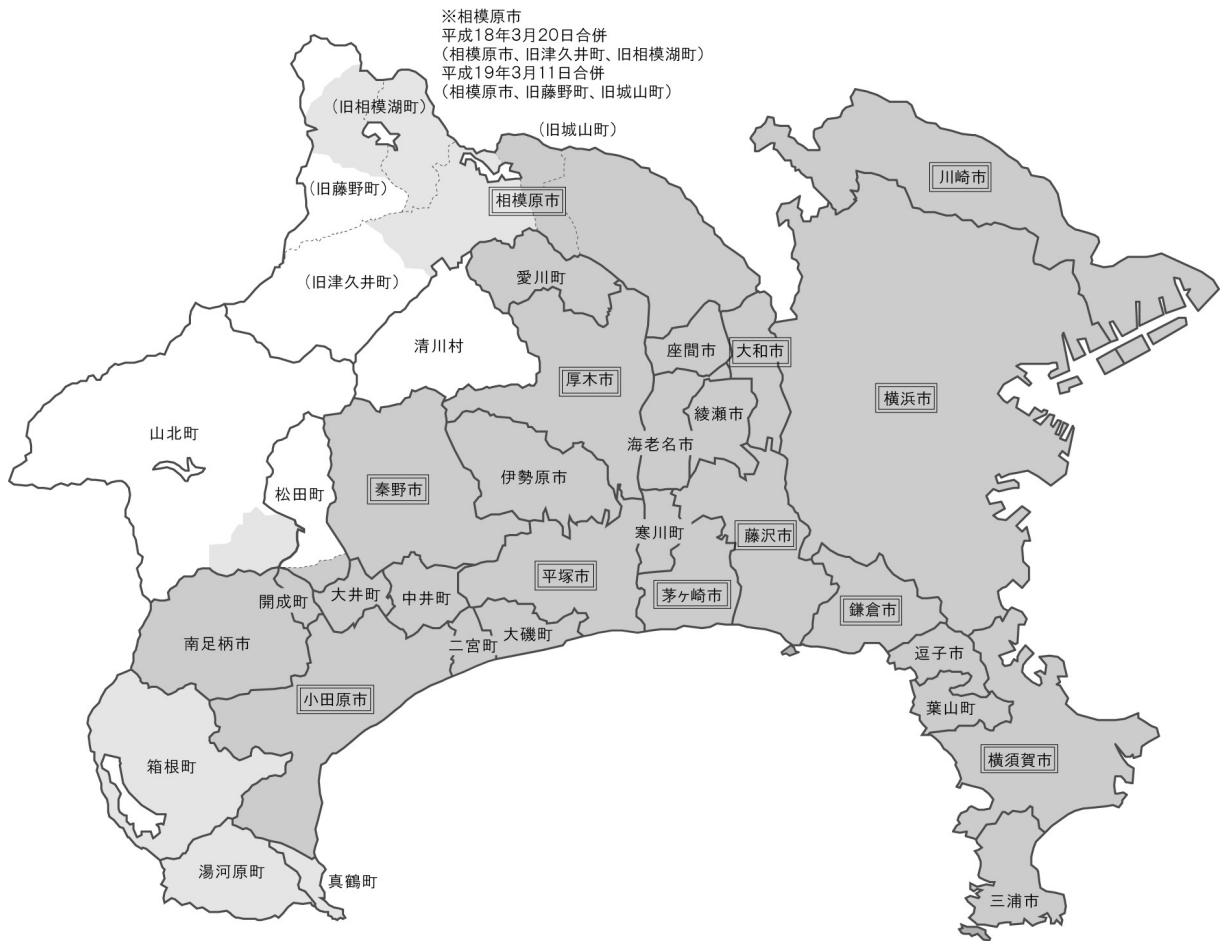 ※相模原市
平成18年3月20日合併
(相模原市、旧津久井町、旧相模湖町)
平成19年3月11日合併
(相模原市、旧藤野町、旧城山町)
(旧相模湖町)
(旧城山町)
(旧藤野町)
川崎市
相模原市
(旧津久井町)
愛川町
清川村
座間市
大和市
厚木市
横浜市
綾瀬市
山北町
海老名市
伊勢原市
秦野市
松田町
寒川町
藤沢市
平塚市
大井町
茅ヶ崎市
中井町
開成町
鎌倉市
大磯町
南足柄市
二宮町
逗子市
小田原市
葉山町
横須賀市
箱根町
湯河原町
真鶴町
三浦市